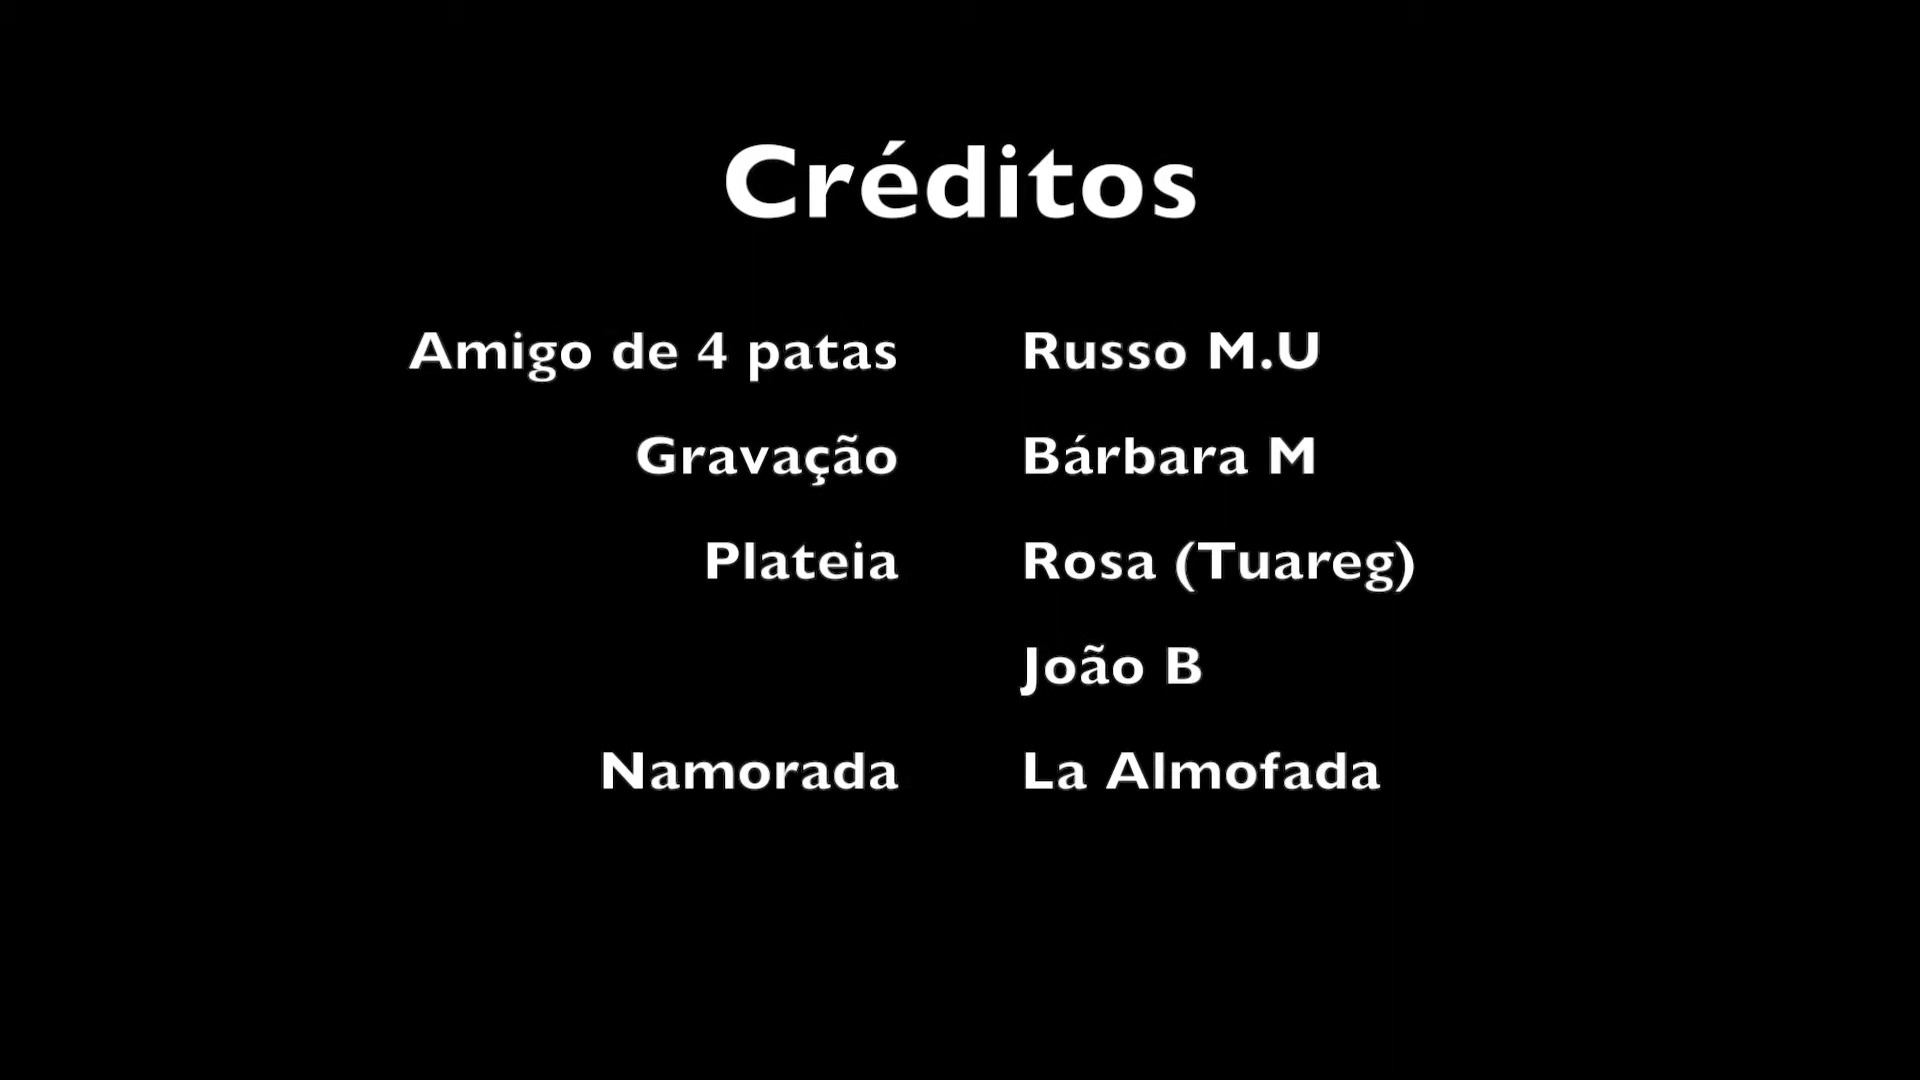 Créditos
Amigo de 4 patas Russo M.U
Gravação Bárbara M
Plateia Rosa (Tuareg)
João B
Namorada La Almofada